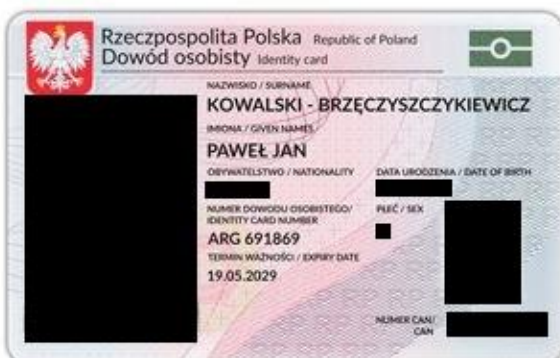 Rzeczpospolita Polska Republic of Poland
Dowód osobisty Identity card
NAZWISKO / SURNAME
KOWALSKI - BRZĘCZYSZCZYKIEWICZ
IMIONA / GIVEN NAMES
PAWEŁ JAN
OBYWATELSTWO / NATIONALITY DATA URODZENIA / DATE OF BIRTH
NUMER DOWODU OSOBISTEGO/ PŁEĆ / SEX
IDENTITY CARD NUMBER
ARG 691869
TERMIN WAŻNOŚCI / EXPIRY DATE
19.05.2029
NUMER CAN/
CAN